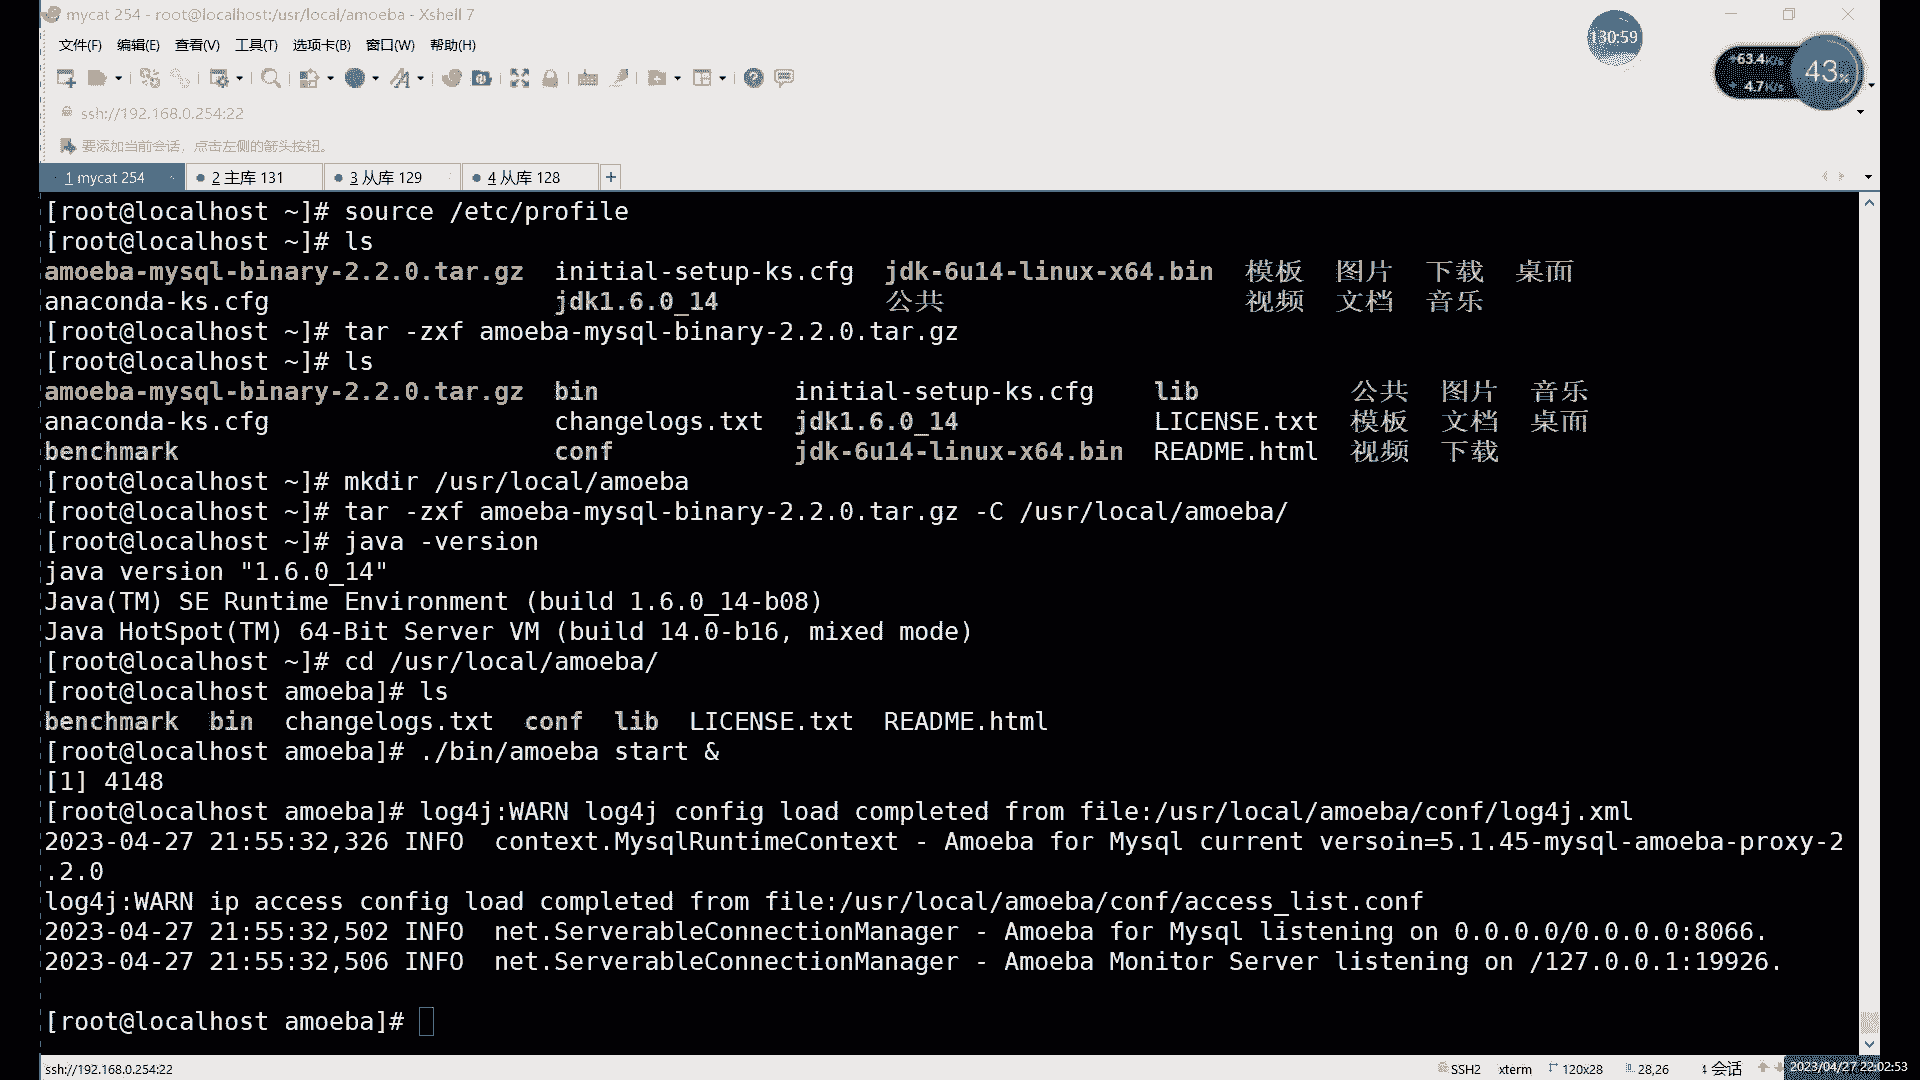 mycat 254 - root@localhost:/usr/local/amoeba - Xshell 7
文件(F) 编辑(E) 查看(V) 工具(T) 选项卡(B) 窗口(W) 帮助(H)
130:59
63.4K/s
4.7K/s
43%
ssh://192.168.0.254:22
要添加当前会话，点击左侧的箭头按钮。
1 mycat 254 2 主库 131 3 从库 129 4 从库 128 +
[root@localhost ~]# source /etc/profile
[root@localhost ~]# ls
amoeba-mysql-binary-2.2.0.tar.gz initial-setup-ks.cfg jdk-6u14-linux-x64.bin 模板 图片 下载 桌面
anaconda-ks.cfg jdk1.6.0_14 公共 视频 文档 音乐
[root@localhost ~]# tar -zxf amoeba-mysql-binary-2.2.0.tar.gz
[root@localhost ~]# ls
amoeba-mysql-binary-2.2.0.tar.gz bin initial-setup-ks.cfg lib 公共 图片 音乐
anaconda-ks.cfg changelogs.txt jdk1.6.0_14 LICENSE.txt 模板 文档 桌面
benchmark conf jdk-6u14-linux-x64.bin README.html 视频 下载
[root@localhost ~]# mkdir /usr/local/amoeba
[root@localhost ~]# tar -zxf amoeba-mysql-binary-2.2.0.tar.gz -C /usr/local/amoeba/
[root@localhost ~]# java -version
java version "1.6.0_14"
Java(TM) SE Runtime Environment (build 1.6.0_14-b08)
Java HotSpot(TM) 64-Bit Server VM (build 14.0-b16, mixed mode)
[root@localhost ~]# cd /usr/local/amoeba/
[root@localhost amoeba]# ls
benchmark bin changelogs.txt conf lib LICENSE.txt README.html
[root@localhost amoeba]# ./bin/amoeba start &
[1] 4148
[root@localhost amoeba]# log4j:WARN log4j config load completed from file:/usr/local/amoeba/conf/log4j.xml
2023-04-27 21:55:32,326 INFO context.MysqlRuntimeContext - Amoeba for Mysql current versoin=5.1.45-mysql-amoeba-proxy-2
.2.0
log4j:WARN ip access config load completed from file:/usr/local/amoeba/conf/access_list.conf
2023-04-27 21:55:32,502 INFO net.ServerableConnectionManager - Amoeba for Mysql listening on 0.0.0.0/0.0.0.0:8066.
2023-04-27 21:55:32,506 INFO net.ServerableConnectionManager - Amoeba Monitor Server listening on /127.0.0.1:19926.
[root@localhost amoeba]#
ssh://192.168.0.254:22 SSH2 xterm 120x28 28,26 1 会话 2023/04/27 22:02:53